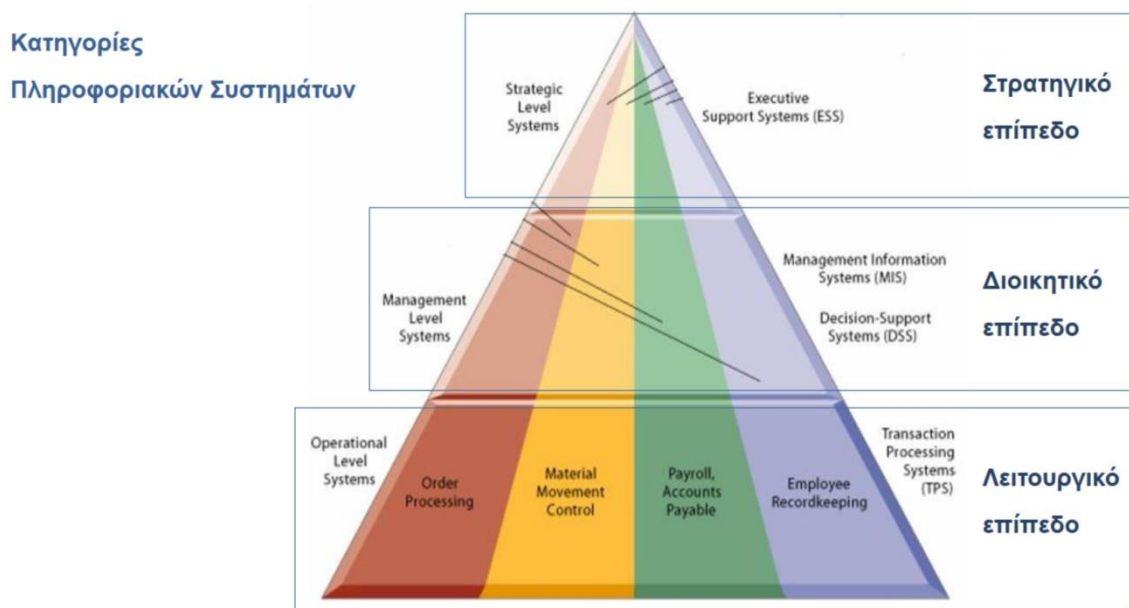 Κατηγορίες
Πληροφοριακών Συστημάτων
Strategic
Level
Systems
Executive
Support Systems (ESS)
Στρατηγικό
επίπεδο
Management
Level
Systems
Management Information
Systems (MIS)
Decision-Support
Systems (DSS)
Διοικητικό
επίπεδο
Operational
Level
Systems
Order
Processing
Material
Movement
Control
Payroll,
Accounts
Payable
Employee
Recordkeeping
Transaction
Processing
Systems
(TPS)
Λειτουργικό
επίπεδο